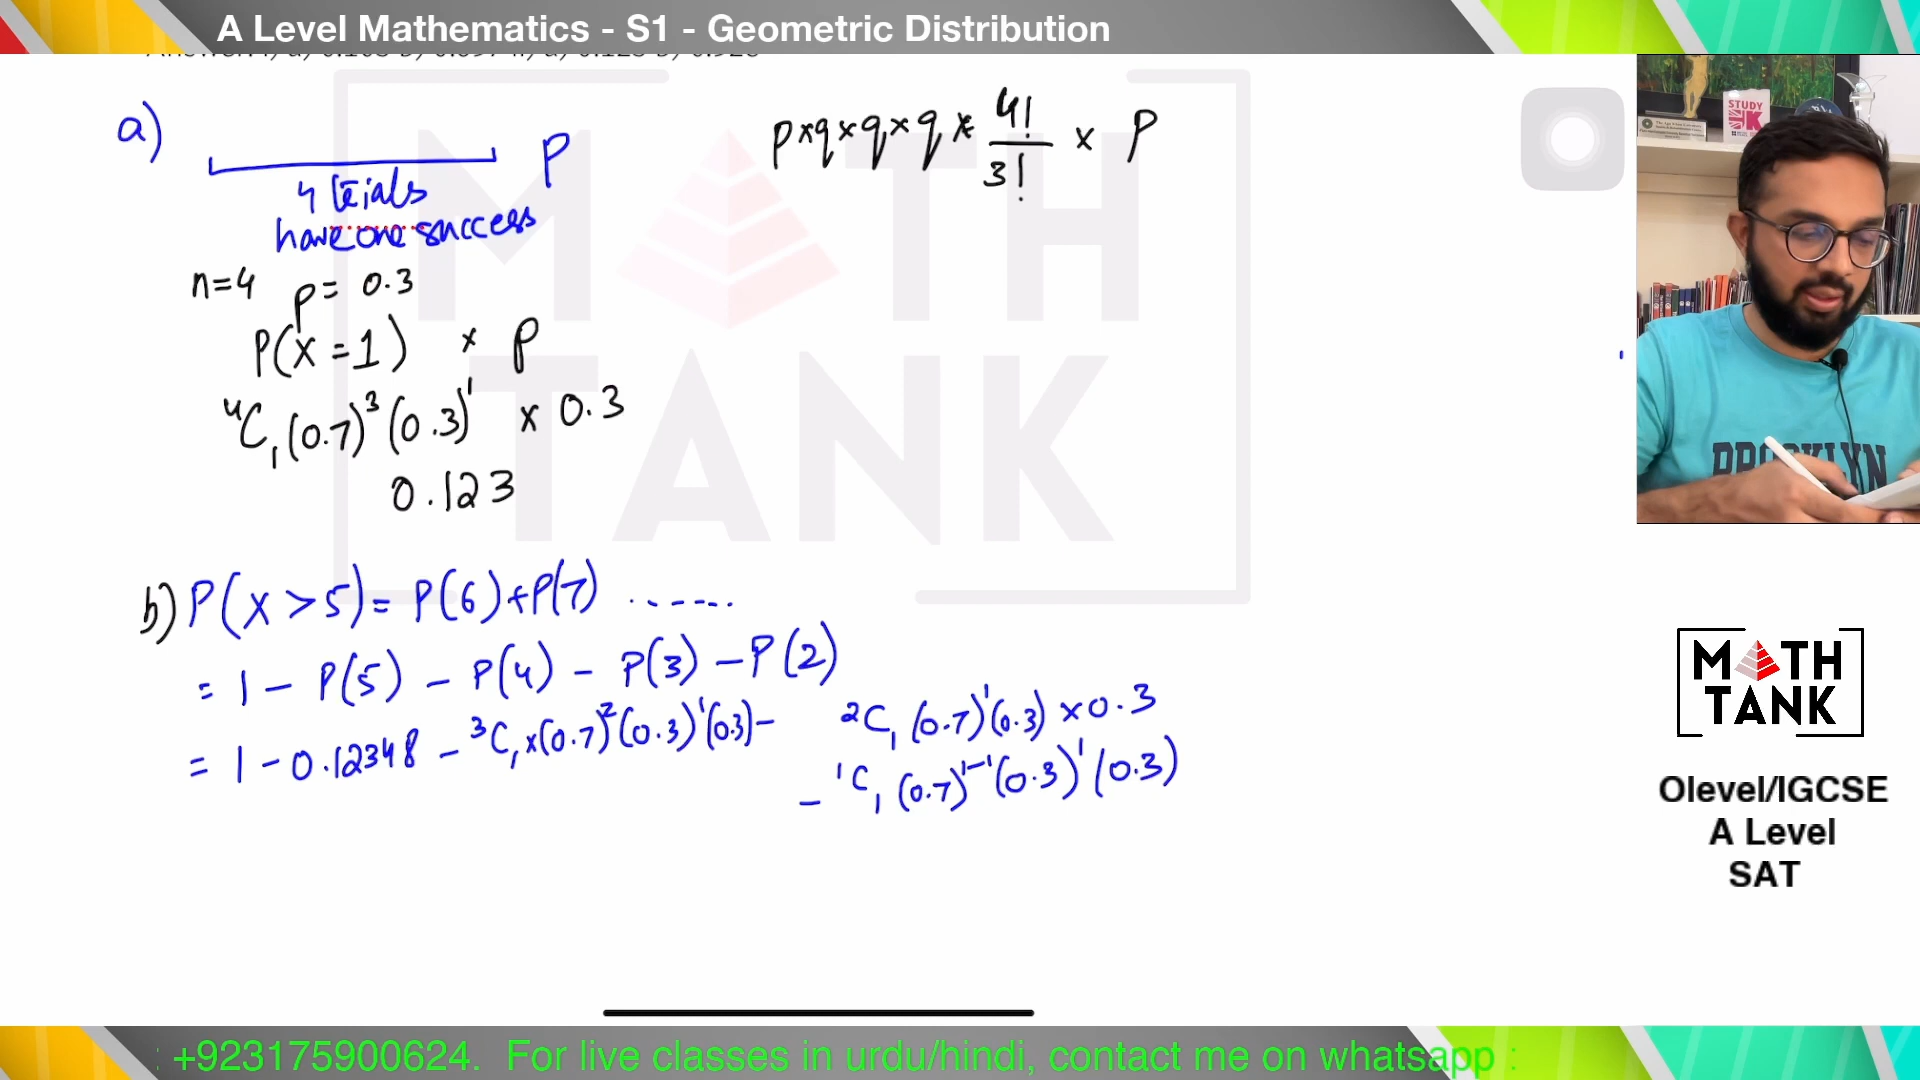 A Level Mathematics - S1 - Geometric Distribution
a)
4 trials
have one success
P
p×q×q×q× 4!/3! × P
n=4 p= 0.3
P(X=1) × P
⁴C₁(0.7)³(0.3)¹ × 0.3
0.123
b) P(X>5)= P(6)+P(7) .......
= 1 - P(5) - P(4) - P(3) - P(2)
= 1 - 0.12348 - ³C₁×(0.7)²(0.3)¹(0.3) - ²C₁(0.7)¹(0.3)×0.3
- ¹C₁(0.7)¹⁻¹(0.3)¹(0.3)
MATH
TANK
STUDY
UK
MATH
TANK
Olevel/IGCSE
A Level
SAT
: +923175900624. For live classes in urdu/hindi, contact me on whatsapp :